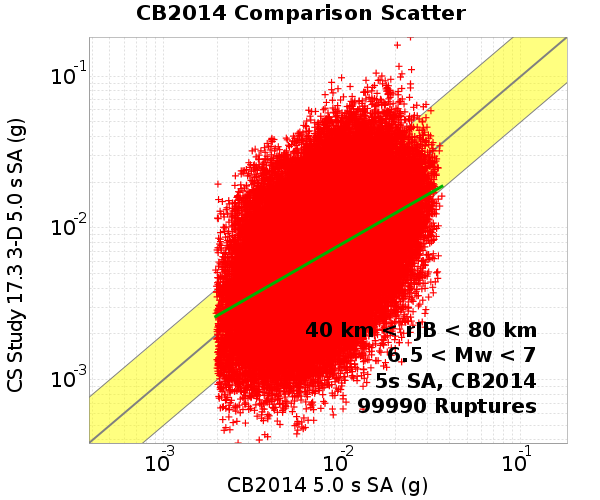 CB2014 Comparison Scatter
CS Study 17.3 3-D 5.0 s SA (g)
10-1
10-2
10-3
40 km < rJB < 80 km
6.5 < Mw < 7
5s SA, CB2014
99990 Ruptures
10-3 10-2 10-1
CB2014 5.0 s SA (g)